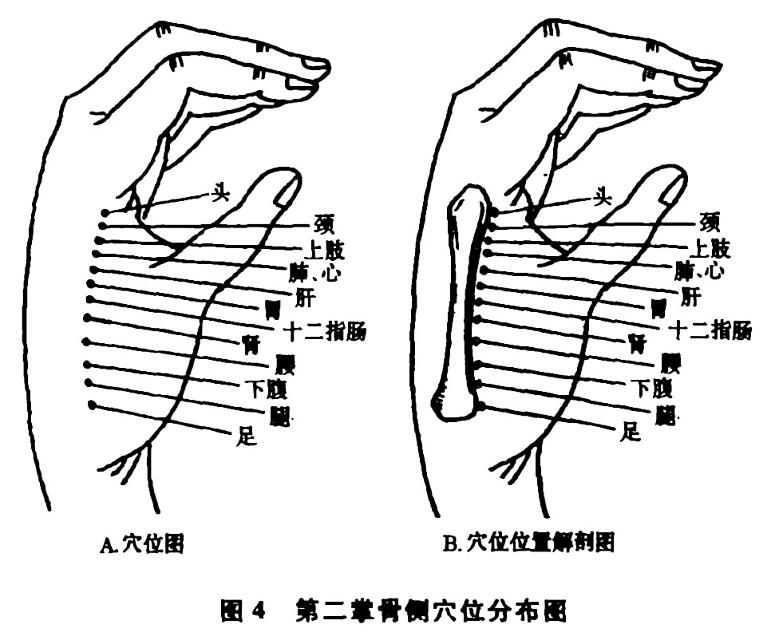 头
颈
上肢
肺、心
肝
胃
十二指肠
肾
腰
下腹
腿
足
A.穴位图
头
颈
上肢
肺、心
肝
胃
十二指肠
肾
腰
下腹
腿
足
B.穴位位置解剖图
图4 第二掌骨侧穴位分布图